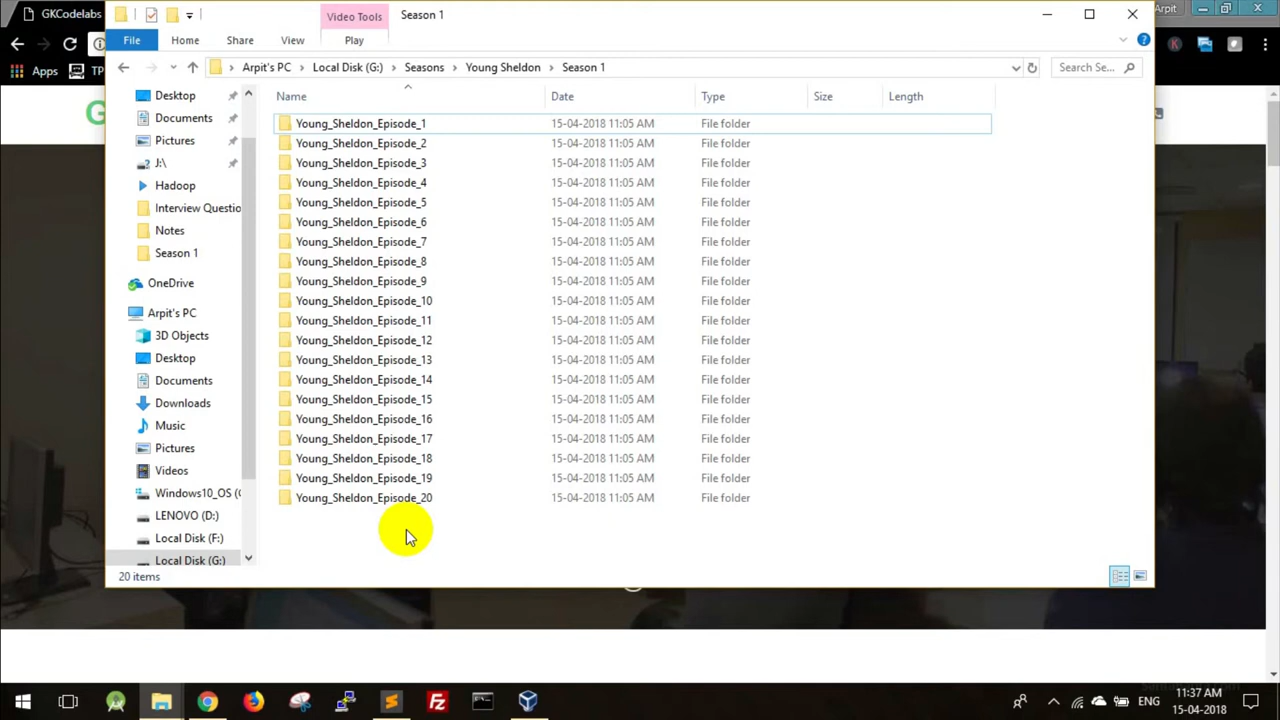 GKCodelabs
Video Tools
Season 1
Arpit
File
Home
Share
View
Play
Arpit's PC
Local Disk (G:)
Seasons
Young Sheldon
Season 1
Search Se...
Apps
TP
G
Name
Date
Type
Size
Length
Desktop
Documents
Pictures
J:\
Hadoop
Interview Questio
Notes
Season 1
OneDrive
Arpit's PC
3D Objects
Desktop
Documents
Downloads
Music
Pictures
Videos
Windows10_OS (C
LENOVO (D:)
Local Disk (F:)
Local Disk (G:)
Young_Sheldon_Episode_1 15-04-2018 11:05 AM File folder
Young_Sheldon_Episode_2 15-04-2018 11:05 AM File folder
Young_Sheldon_Episode_3 15-04-2018 11:05 AM File folder
Young_Sheldon_Episode_4 15-04-2018 11:05 AM File folder
Young_Sheldon_Episode_5 15-04-2018 11:05 AM File folder
Young_Sheldon_Episode_6 15-04-2018 11:05 AM File folder
Young_Sheldon_Episode_7 15-04-2018 11:05 AM File folder
Young_Sheldon_Episode_8 15-04-2018 11:05 AM File folder
Young_Sheldon_Episode_9 15-04-2018 11:05 AM File folder
Young_Sheldon_Episode_10 15-04-2018 11:05 AM File folder
Young_Sheldon_Episode_11 15-04-2018 11:05 AM File folder
Young_Sheldon_Episode_12 15-04-2018 11:05 AM File folder
Young_Sheldon_Episode_13 15-04-2018 11:05 AM File folder
Young_Sheldon_Episode_14 15-04-2018 11:05 AM File folder
Young_Sheldon_Episode_15 15-04-2018 11:05 AM File folder
Young_Sheldon_Episode_16 15-04-2018 11:05 AM File folder
Young_Sheldon_Episode_17 15-04-2018 11:05 AM File folder
Young_Sheldon_Episode_18 15-04-2018 11:05 AM File folder
Young_Sheldon_Episode_19 15-04-2018 11:05 AM File folder
Young_Sheldon_Episode_20 15-04-2018 11:05 AM File folder
20 items
ENG
11:37 AM
15-04-2018